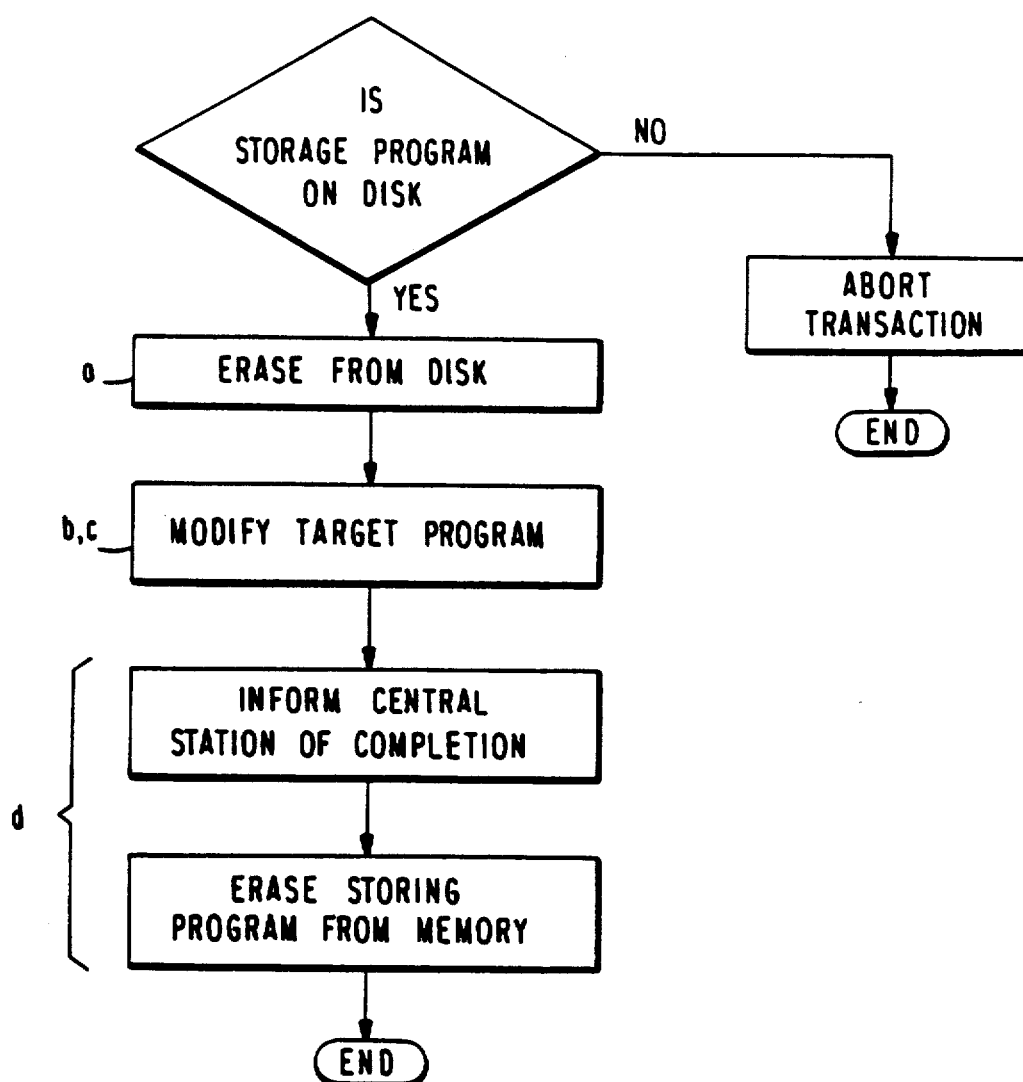 IS
STORAGE PROGRAM
ON DISK
NO
YES
ABORT
TRANSACTION
END
a
ERASE FROM DISK
b,c
MODIFY TARGET PROGRAM
d
INFORM CENTRAL
STATION OF COMPLETION
ERASE STORING
PROGRAM FROM MEMORY
END